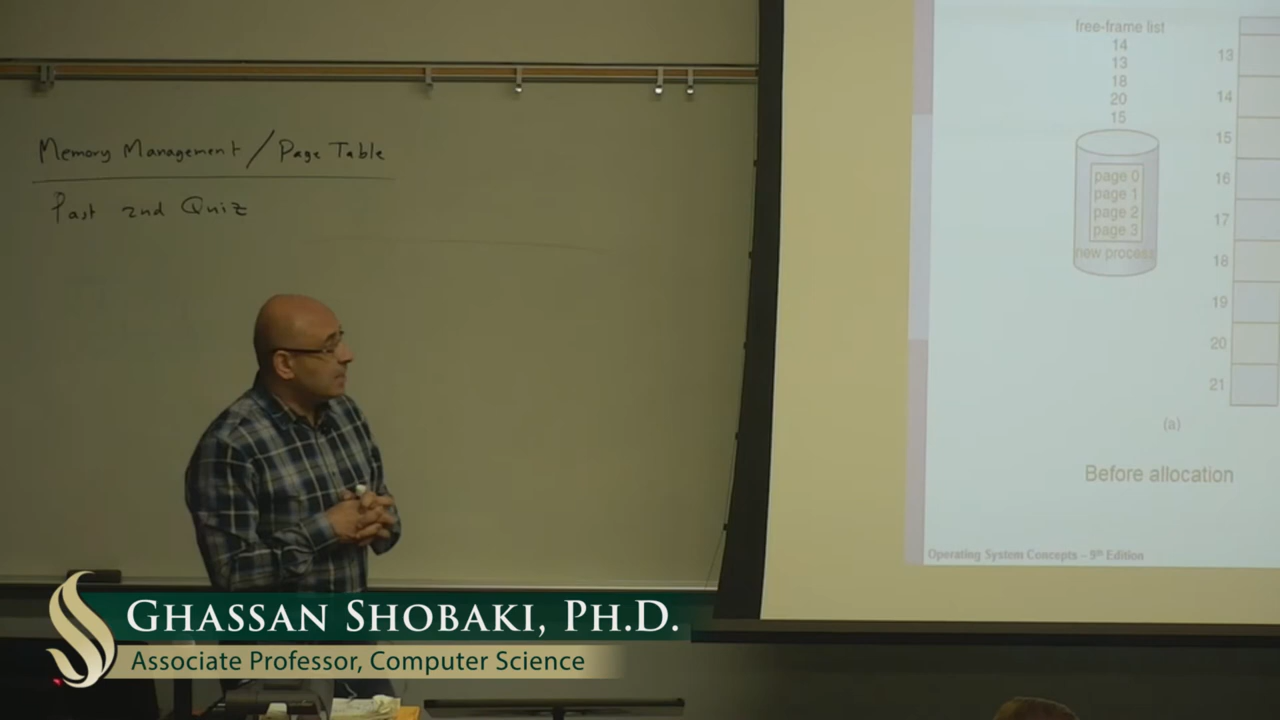 Memory Management / Page Table
Past 2nd Quiz
free-frame list
14
13
18
20
15
page 0
page 1
page 2
page 3
new process
13
14
15
16
17
18
19
20
21
(a)
Before allocation
Operating System Concepts – 9th Edition
GHASSAN SHOBAKI, PH.D.
Associate Professor, Computer Science